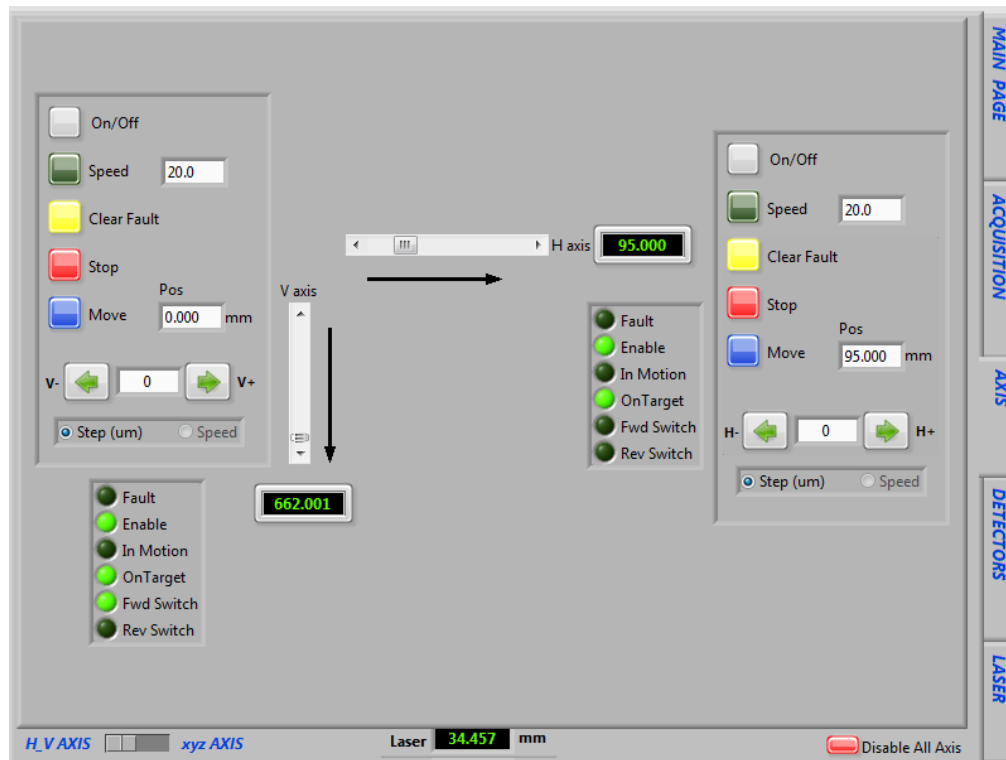 On/Off
Speed 20.0
Clear Fault
Stop
Pos
Move 0.000 mm
V- 0 V+
Step (um) Speed
Fault
Enable
In Motion
OnTarget
Fwd Switch
Rev Switch
V axis
662.001
H axis 95.000
Fault
Enable
In Motion
OnTarget
Fwd Switch
Rev Switch
On/Off
Speed 20.0
Clear Fault
Stop
Pos
Move 95.000 mm
H- 0 H+
Step (um) Speed
H_V AXIS xyz AXIS
Laser 34.457 mm
Disable All Axis
MAIN PAGE
ACQUISITION
AXIS
DETECTORS
LASER